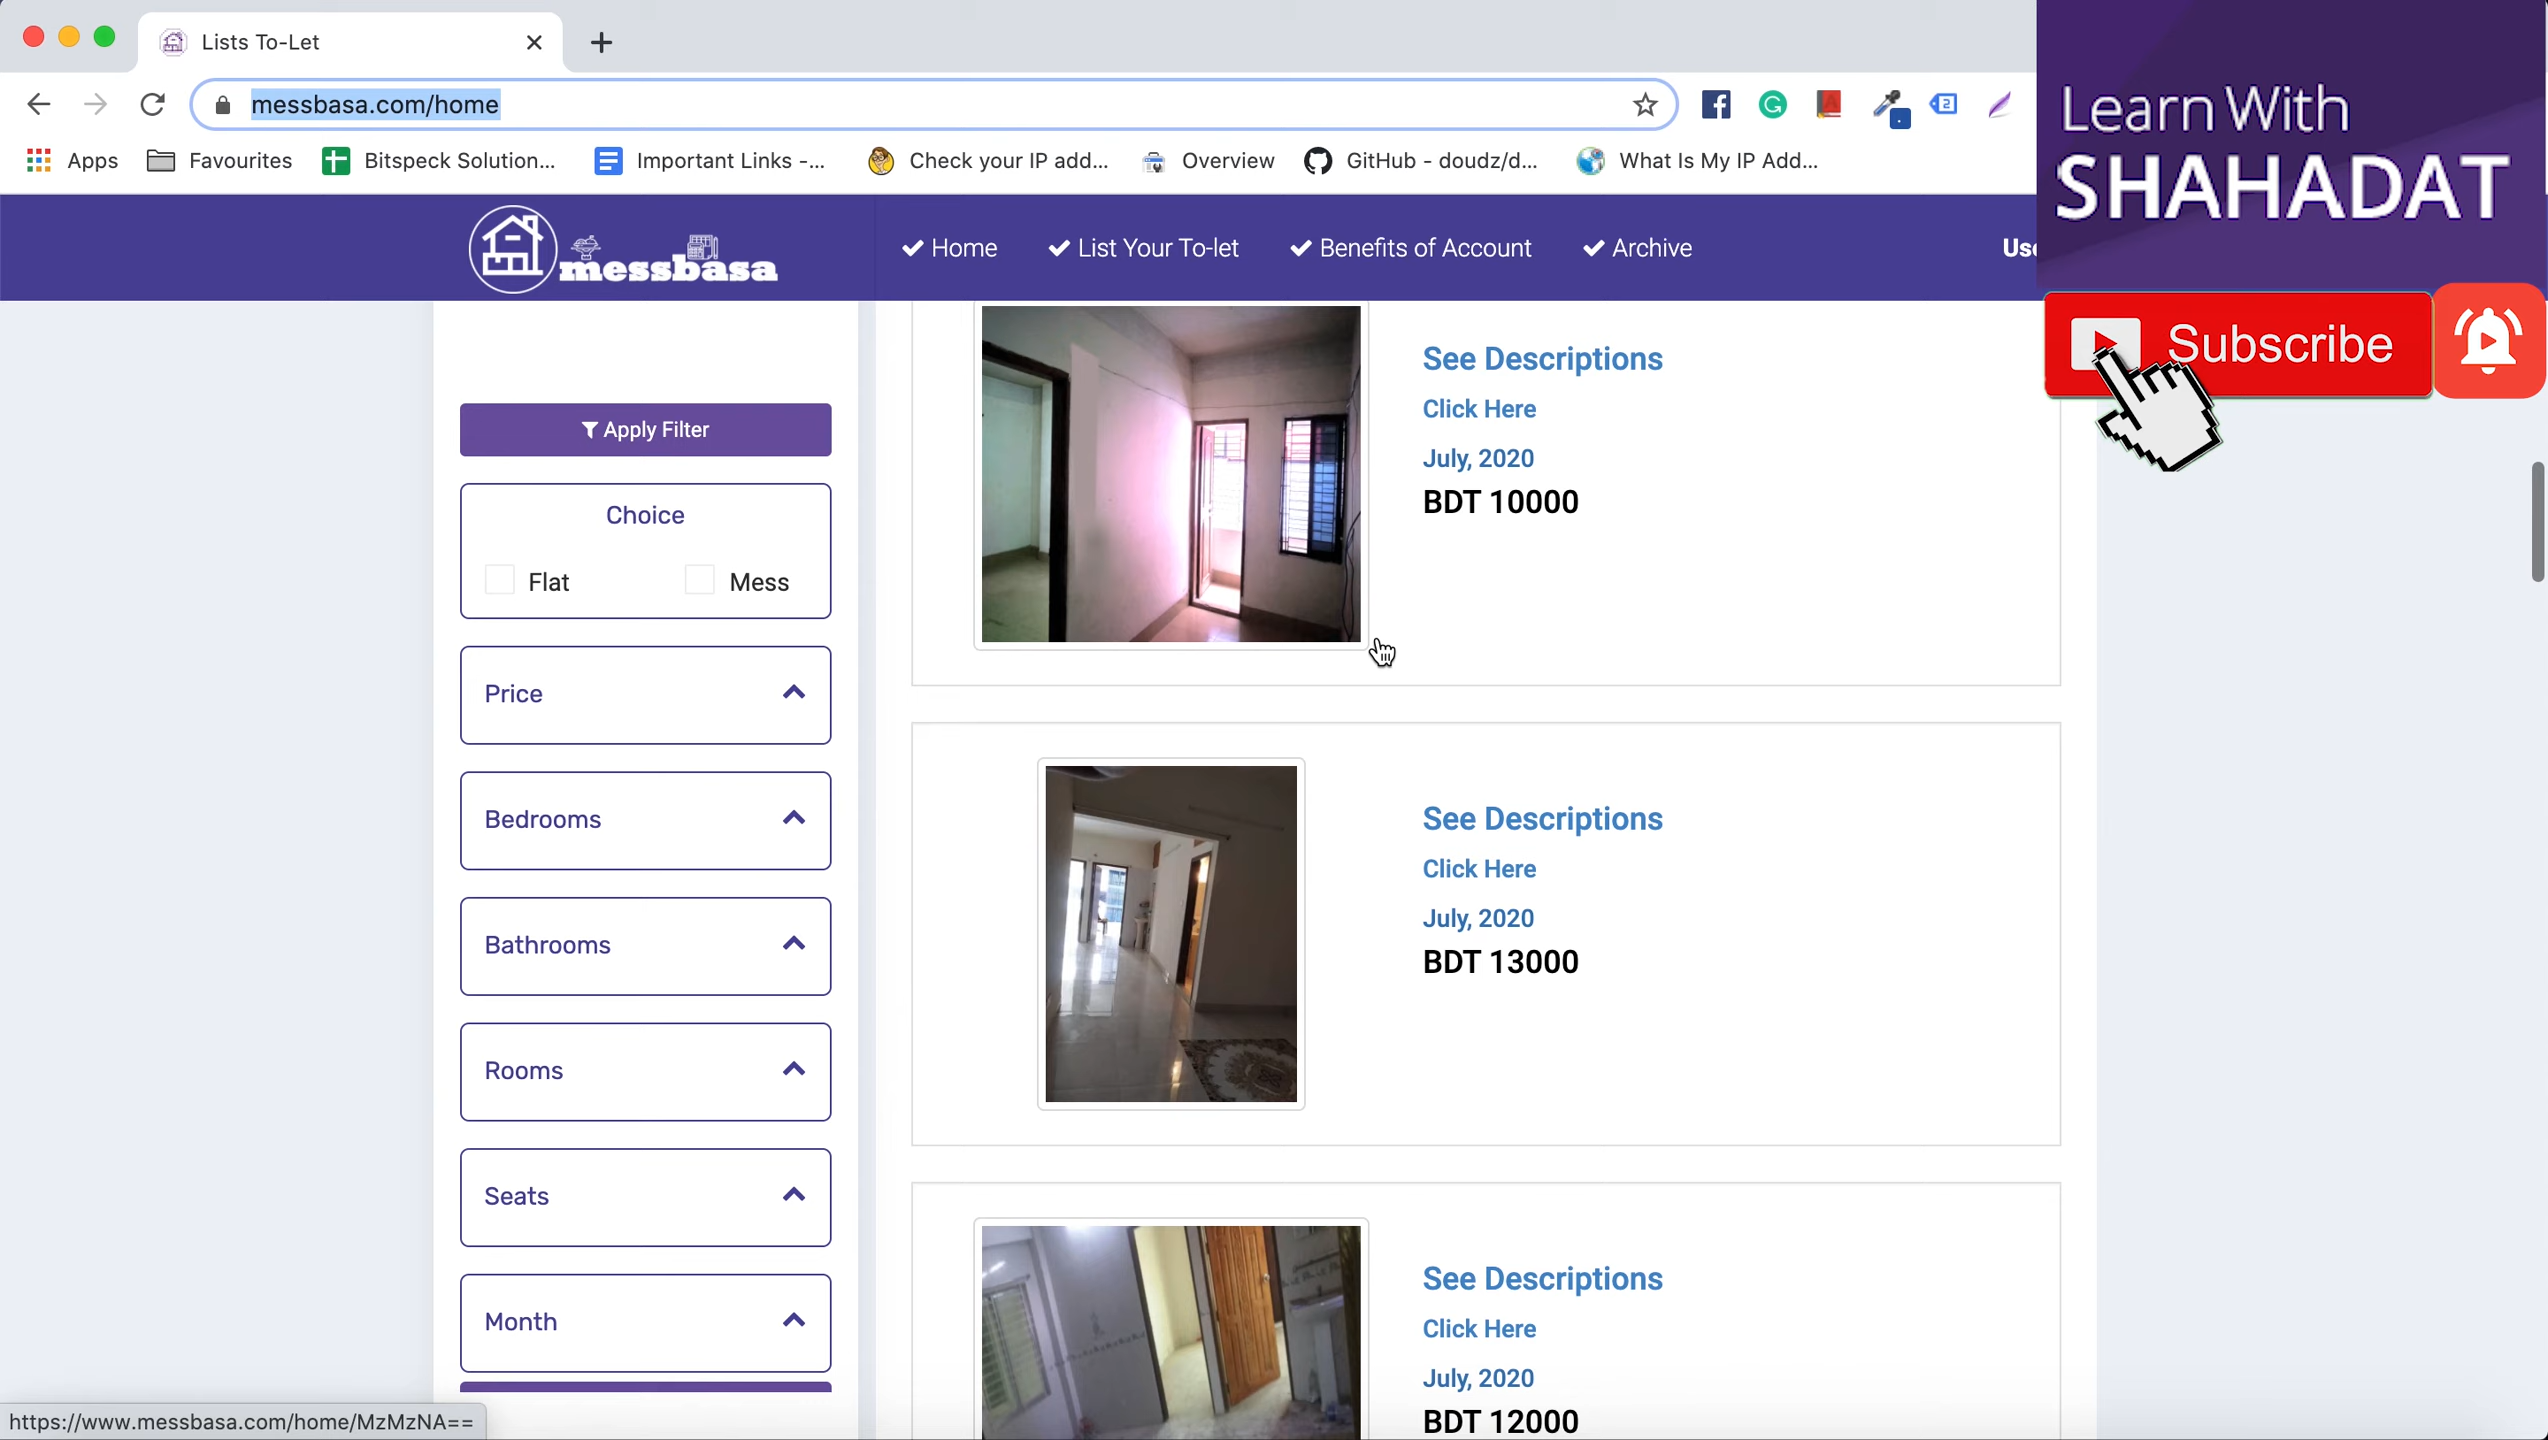 Lists To-Let
messbasa.com/home
Apps
Favourites
Bitspeck Solution...
Important Links -...
Check your IP add...
Overview
GitHub - doudz/d...
What Is My IP Add...
Learn With
SHAHADAT
Subscribe
messbasa
Home
List Your To-let
Benefits of Account
Archive
Use
Apply Filter
Choice
Flat
Mess
Price
Bedrooms
Bathrooms
Rooms
Seats
Month
See Descriptions
Click Here
July, 2020
BDT 10000
See Descriptions
Click Here
July, 2020
BDT 13000
See Descriptions
Click Here
July, 2020
BDT 12000
https://www.messbasa.com/home/MzMzNA==